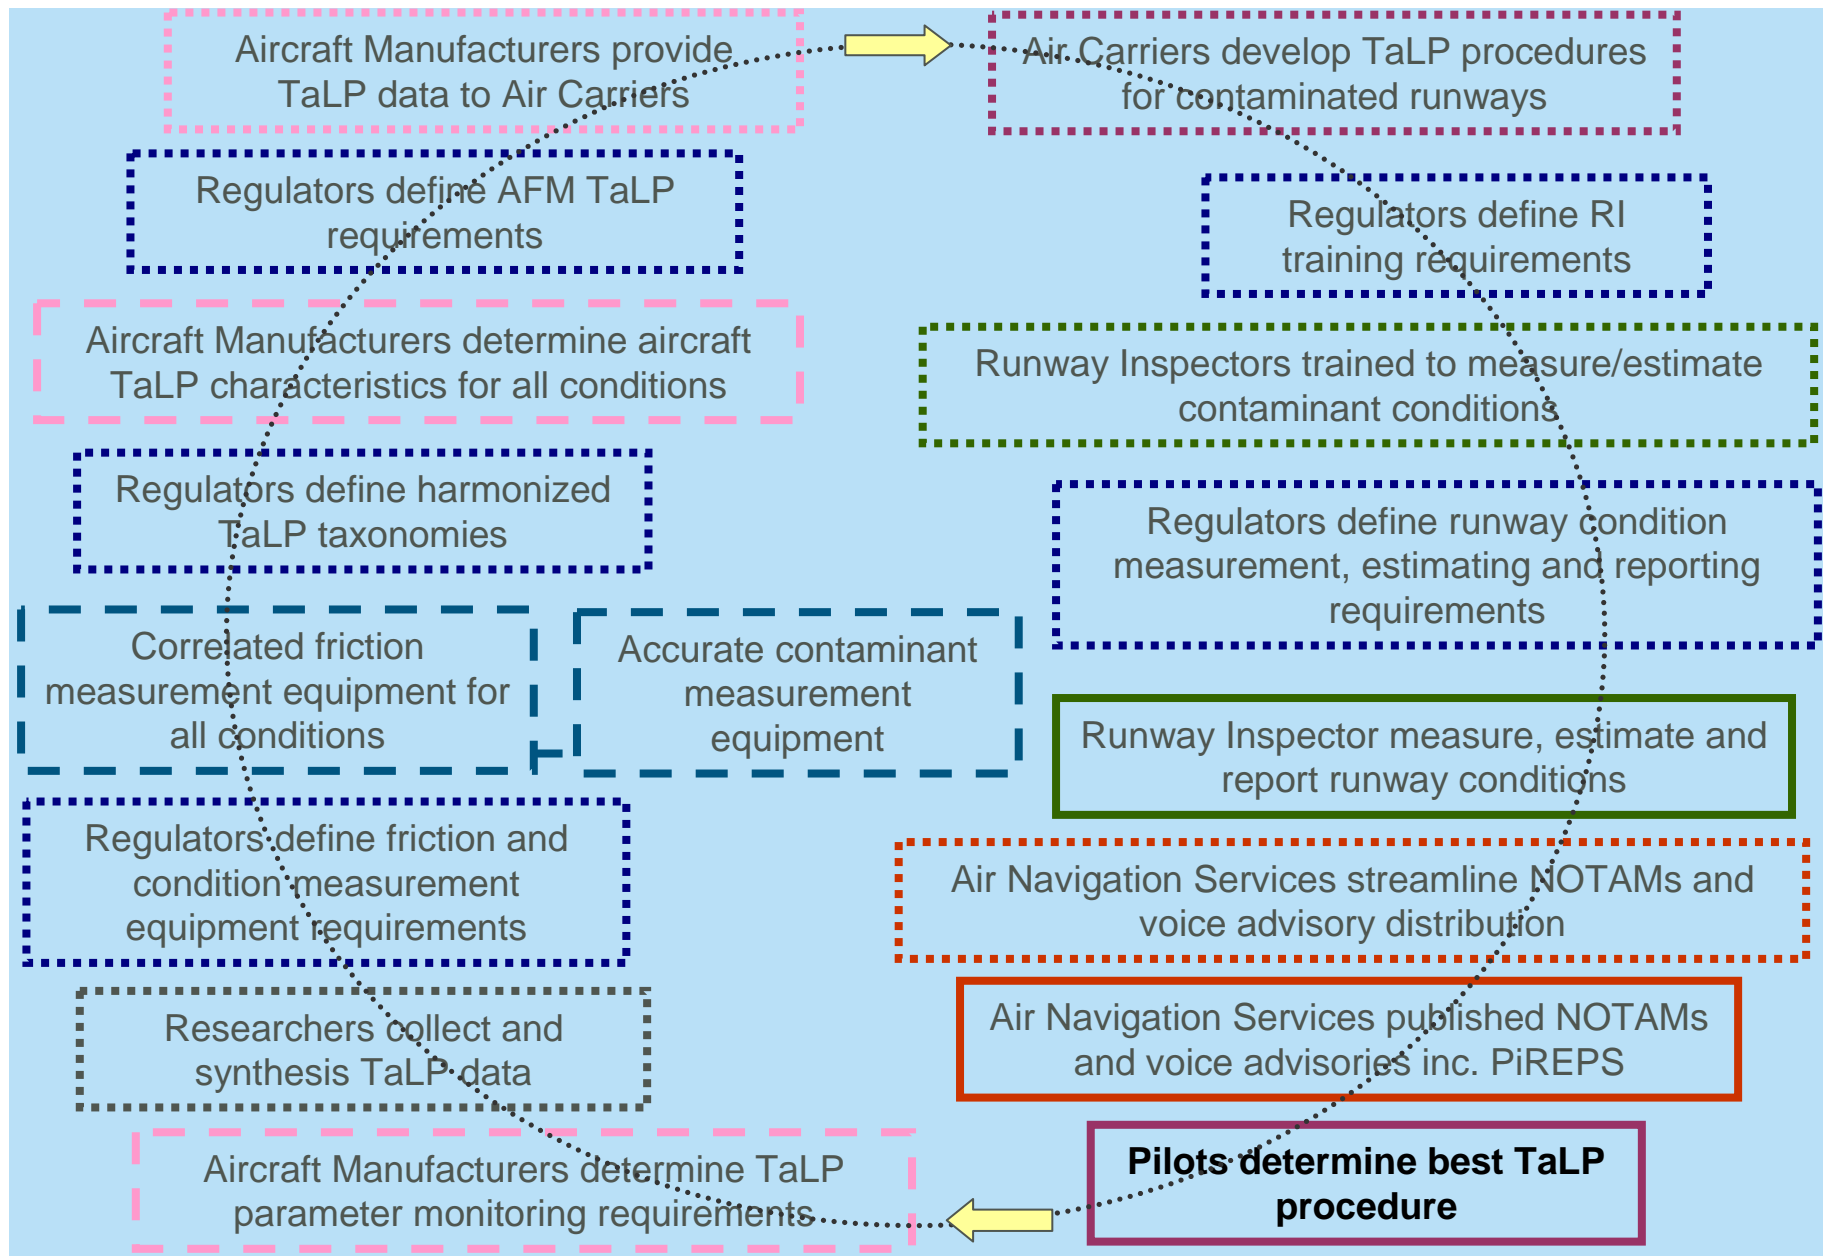 Aircraft Manufacturers provide
TaLP data to Air Carriers
Air Carriers develop TaLP procedures
for contaminated runways
Regulators define AFM TaLP
requirements
Regulators define RI
training requirements
Aircraft Manufacturers determine aircraft
TaLP characteristics for all conditions
Runway Inspectors trained to measure/estimate
contaminant conditions
Regulators define harmonized
TaLP taxonomies
Regulators define runway condition
measurement, estimating and reporting
requirements
Correlated friction
measurement equipment for
all conditions
Accurate contaminant
measurement
equipment
Runway Inspector measure, estimate and
report runway conditions
Regulators define friction and
condition measurement
equipment requirements
Air Navigation Services streamline NOTAMs and
voice advisory distribution
Researchers collect and
synthesis TaLP data
Air Navigation Services published NOTAMs
and voice advisories inc. PiREPS
Aircraft Manufacturers determine TaLP
parameter monitoring requirements
Pilots determine best TaLP
procedure